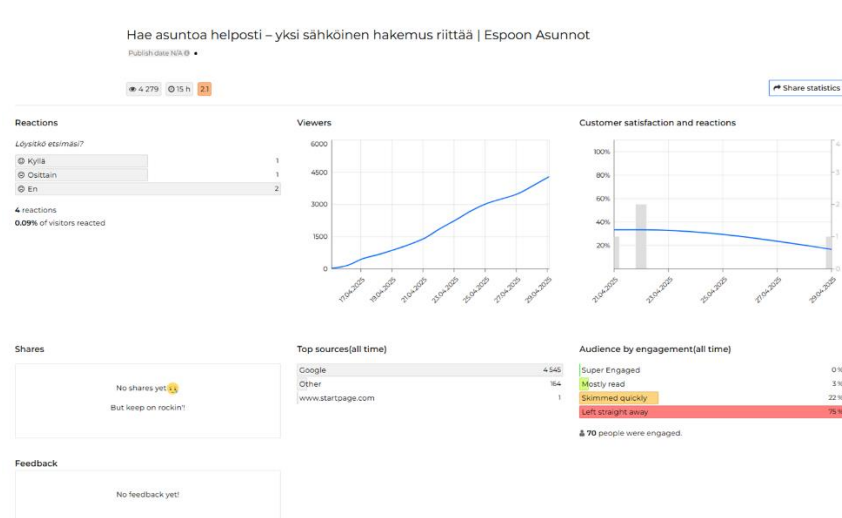 Hae asuntoa helposti – yksi sähköinen hakemus riittää | Espoon Asunnot
Publish date N/A
4 279 15 h 21
Share statistics
Reactions
Löysitkö etsimäsi?
Kyllä 1
Osittain 1
En 2
4 reactions
0.09% of visitors reacted
Viewers
6000
4500
3000
1500
0
17.04.2025 19.04.2025 21.04.2025 23.04.2025 25.04.2025 27.04.2025 29.04.2025
Customer satisfaction and reactions
100% 4
80% 3
60% 2
40% 1
20% 0
21.04.2025 23.04.2025 25.04.2025 27.04.2025 29.04.2025
Shares
No shares yet
But keep on rockin'!
Top sources(all time)
Google 4 545
Other 164
www.startpage.com 1
Audience by engagement(all time)
Super Engaged 0 %
Mostly read 3 %
Skimmed quickly 22 %
Left straight away 75 %
70 people were engaged.
Feedback
No feedback yet!